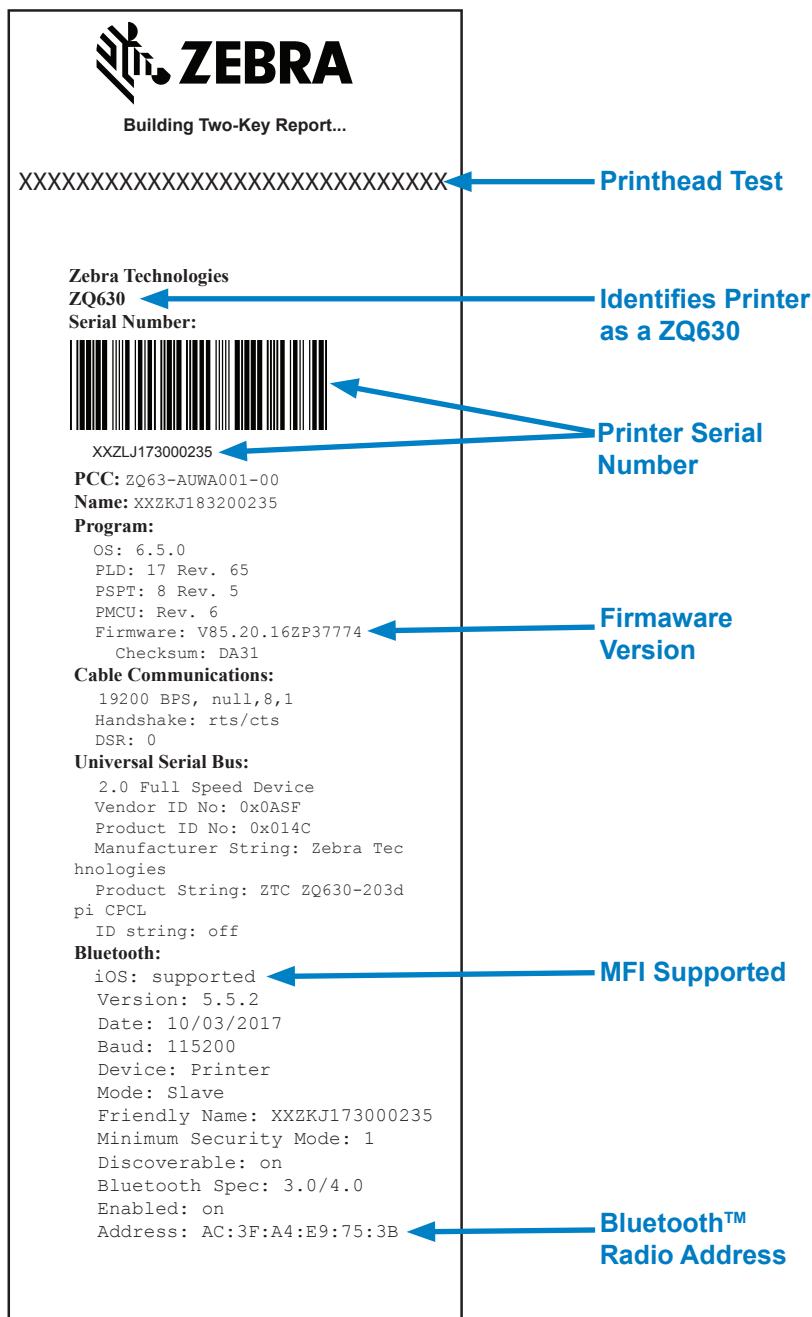 ZEBRA
Building Two-Key Report...
XXXXXXXXXXXXXXXXXXXXXXXXXXXXXX
Printhead Test
Zebra Technologies
ZQ630
Identifies Printer
as a ZQ630
Serial Number:
XXZLJ173000235
Printer Serial
Number
PCC: ZQ63-AUWA001-00
Name: XXZKJ183200235
Program:
OS: 6.5.0
PLD: 17 Rev. 65
PSPT: 8 Rev. 5
PMCU: Rev. 6
Firmware: V85.20.16ZP37774
Firmaware
Version
Checksum: DA31
Cable Communications:
19200 BPS, null,8,1
Handshake: rts/cts
DSR: 0
Universal Serial Bus:
2.0 Full Speed Device
Vendor ID No: 0x0ASF
Product ID No: 0x014C
Manufacturer String: Zebra Tec
hnologies
Product String: ZTC ZQ630-203d
pi CPCL
ID string: off
Bluetooth:
iOS: supported
MFI Supported
Version: 5.5.2
Date: 10/03/2017
Baud: 115200
Device: Printer
Mode: Slave
Friendly Name: XXZKJ173000235
Minimum Security Mode: 1
Discoverable: on
Bluetooth Spec: 3.0/4.0
Enabled: on
Address: AC:3F:A4:E9:75:3B
Bluetooth™
Radio Address